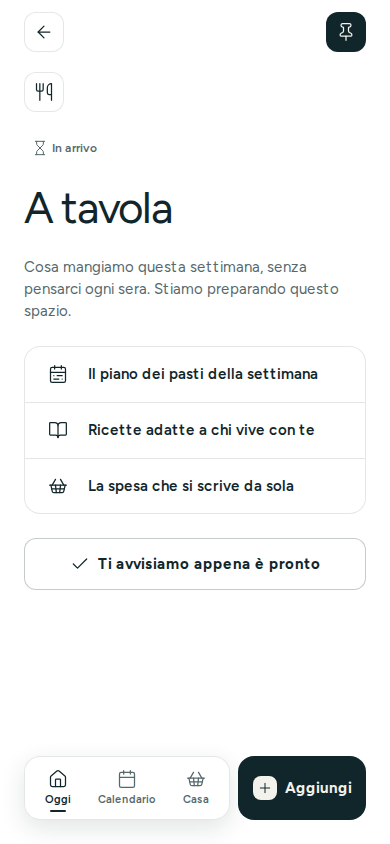 In arrivo
A tavola
Cosa mangiamo questa settimana, senza
pensarci ogni sera. Stiamo preparando questo
spazio.
Il piano dei pasti della settimana
Ricette adatte a chi vive con te
La spesa che si scrive da sola
Ti avvisiamo appena è pronto
Oggi
Calendario
Casa
Aggiungi